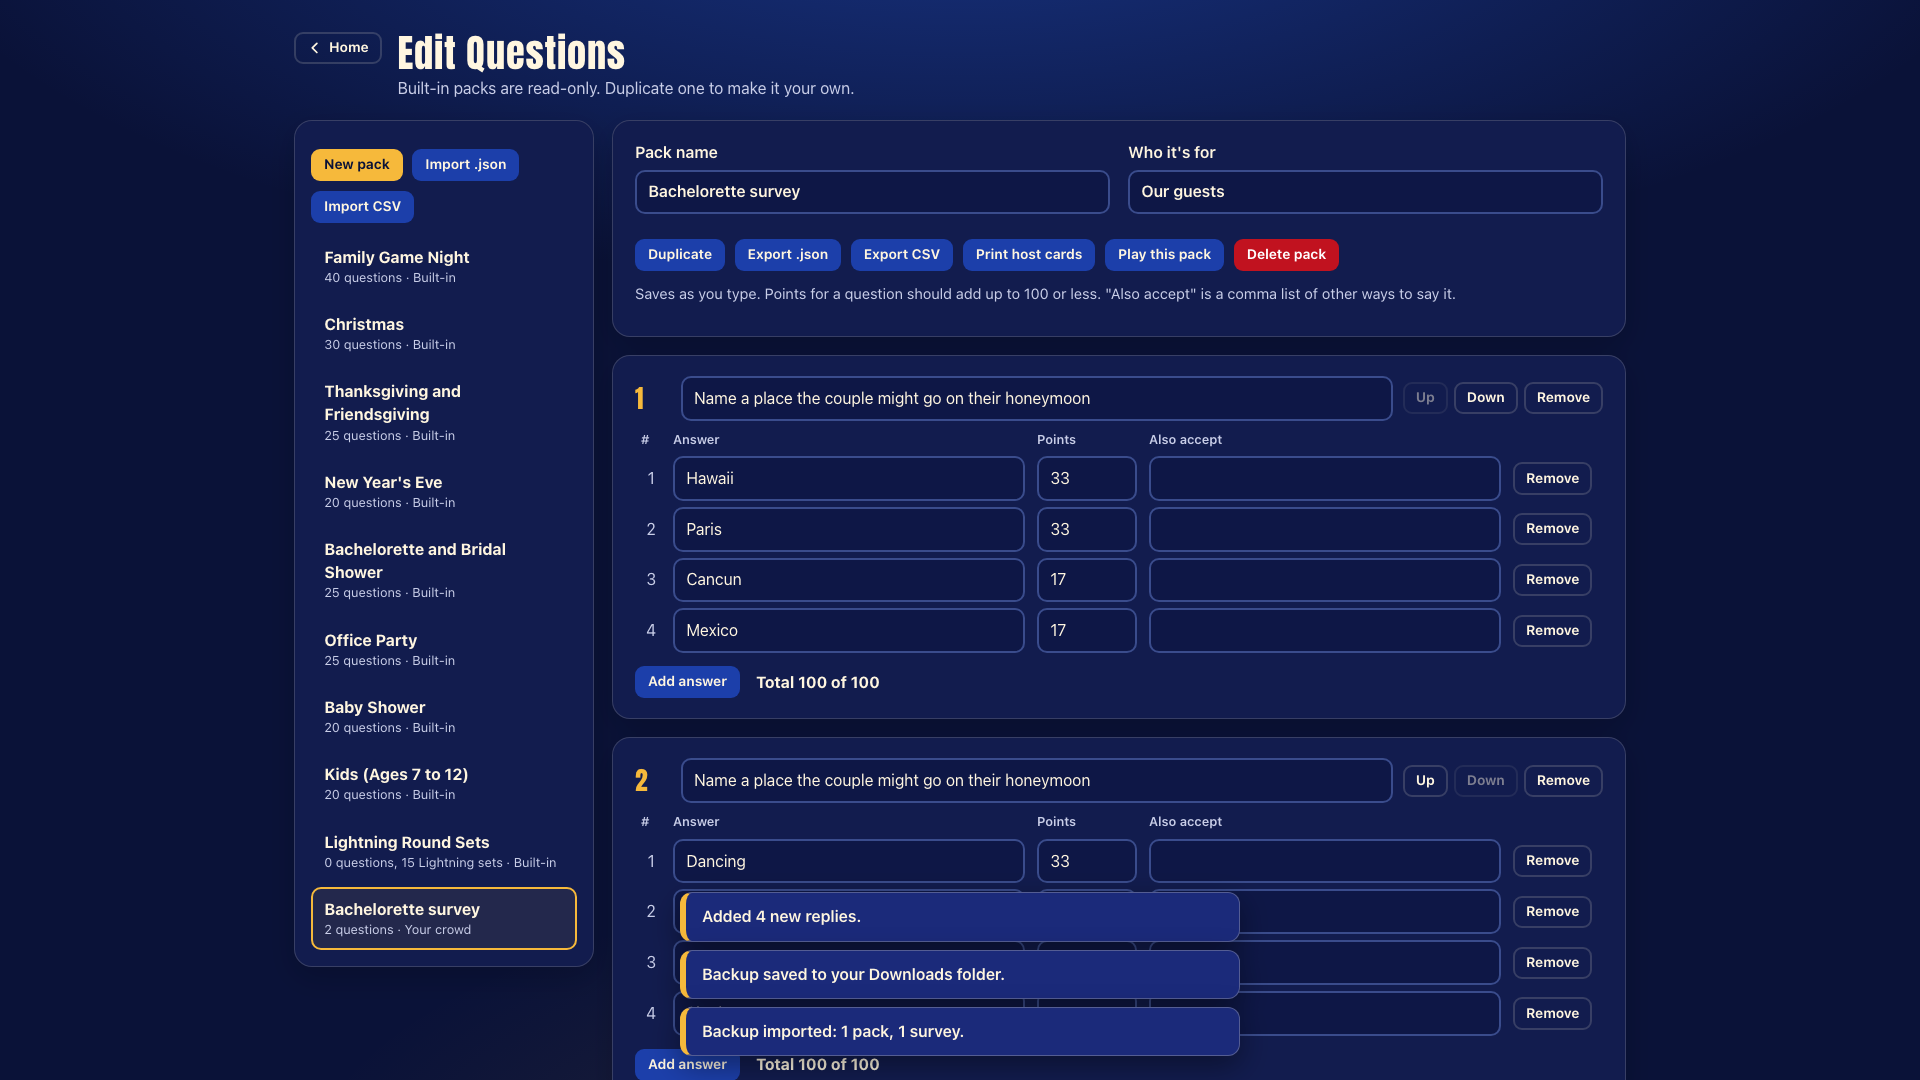 Home
Edit Questions
Built-in packs are read-only. Duplicate one to make it your own.
New pack
Import .json
Import CSV
Family Game Night
40 questions · Built-in
Christmas
30 questions · Built-in
Thanksgiving and
Friendsgiving
25 questions · Built-in
New Year's Eve
20 questions · Built-in
Bachelorette and Bridal
Shower
25 questions · Built-in
Office Party
25 questions · Built-in
Baby Shower
20 questions · Built-in
Kids (Ages 7 to 12)
20 questions · Built-in
Lightning Round Sets
0 questions, 15 Lightning sets · Built-in
Bachelorette survey
2 questions · Your crowd
Pack name
Who it's for
Bachelorette survey
Our guests
Duplicate
Export .json
Export CSV
Print host cards
Play this pack
Delete pack
Saves as you type. Points for a question should add up to 100 or less. "Also accept" is a comma list of other ways to say it.
1
Name a place the couple might go on their honeymoon
Up
Down
Remove
# Answer Points Also accept
1 Hawaii 33 Remove
2 Paris 33 Remove
3 Cancun 17 Remove
4 Mexico 17 Remove
Add answer
Total 100 of 100
2
Name a place the couple might go on their honeymoon
Up
Down
Remove
# Answer Points Also accept
1 Dancing 33 Remove
2 Remove
Added 4 new replies.
3 Remove
Backup saved to your Downloads folder.
4 Remove
Backup imported: 1 pack, 1 survey.
Add answer
Total 100 of 100